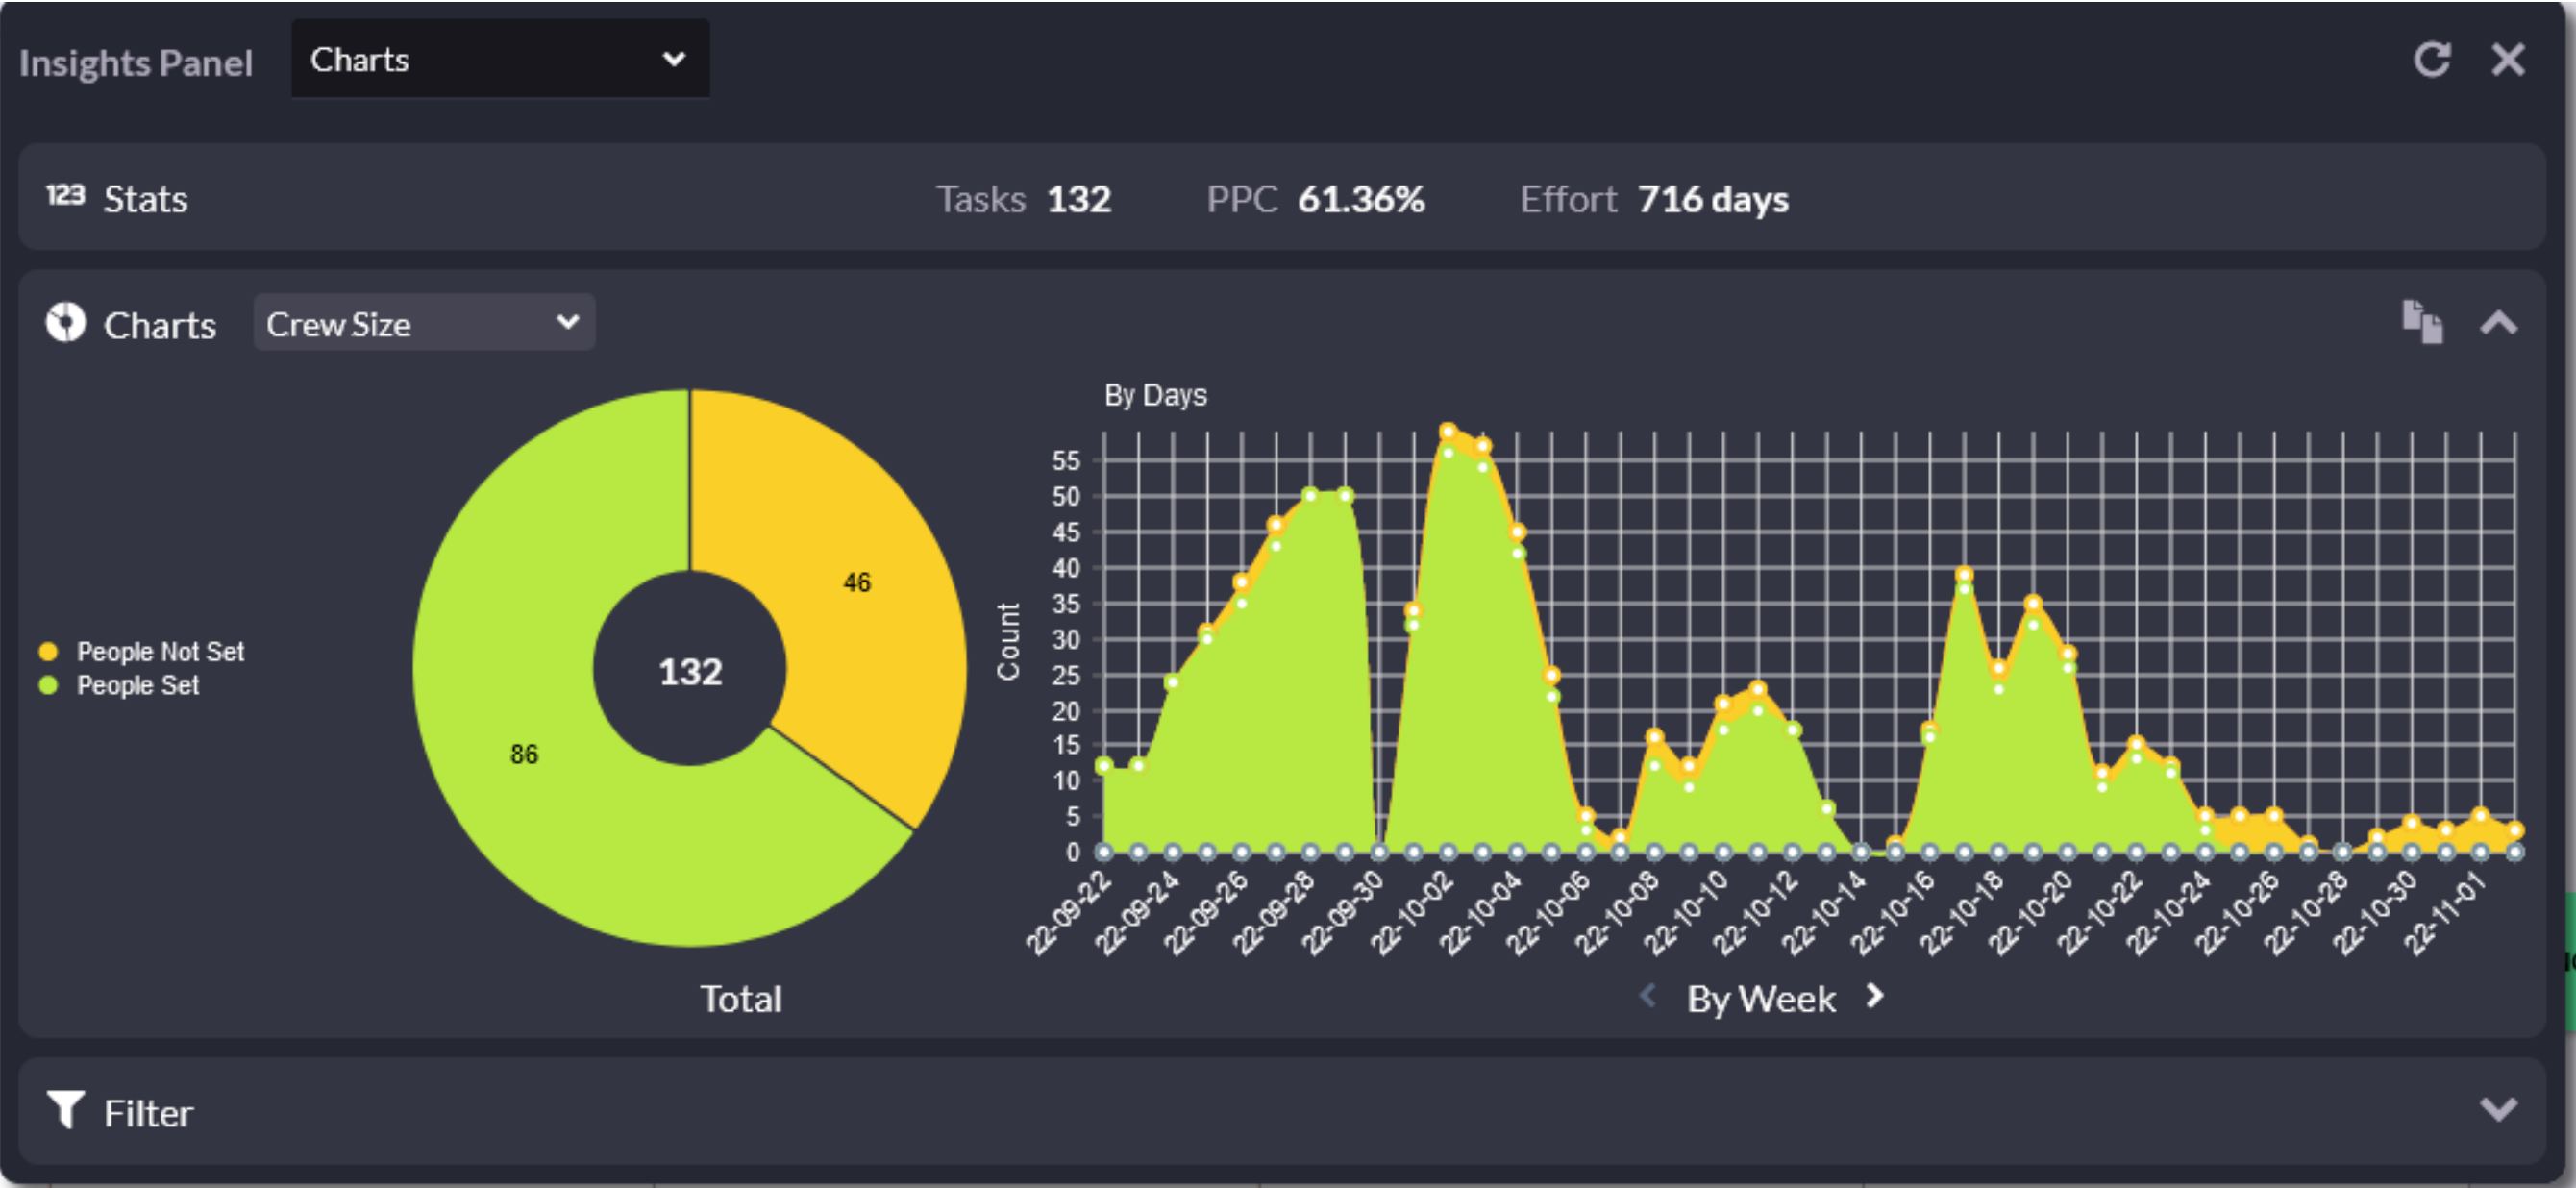 Insights Panel Charts
123 Stats Tasks 132 PPC 61.36% Effort 716 days
Charts Crew Size
People Not Set
People Set
46
86
132
Total
By Days
Count
55
50
45
40
35
30
25
20
15
10
5
0
22-09-22 22-09-24 22-09-26 22-09-28 22-09-30 22-10-02 22-10-04 22-10-06 22-10-08 22-10-10 22-10-12 22-10-14 22-10-16 22-10-18 22-10-20 22-10-22 22-10-24 22-10-26 22-10-28 22-10-30 22-11-01
By Week
Filter